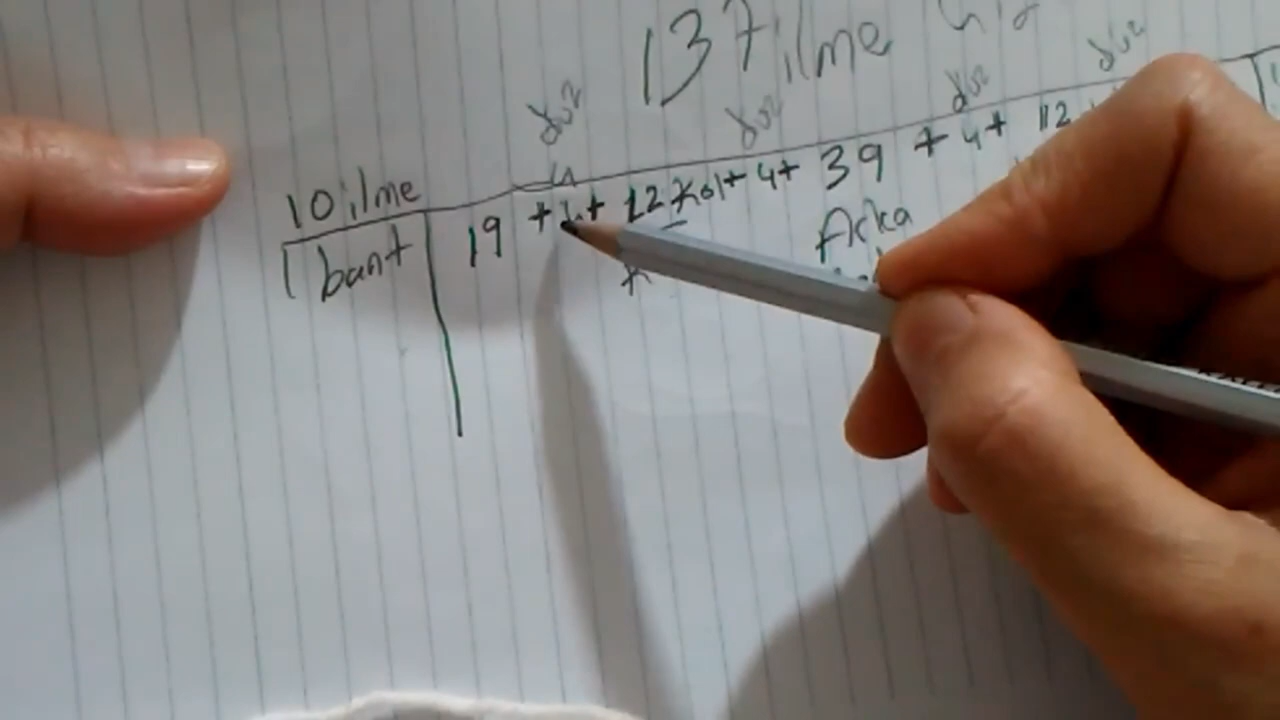 137 ilme
düz düz düz düz
10 ilme
4
19 + 4 + 12 Kol + 4 + 39 + 4 + 12
1 bant
Arka